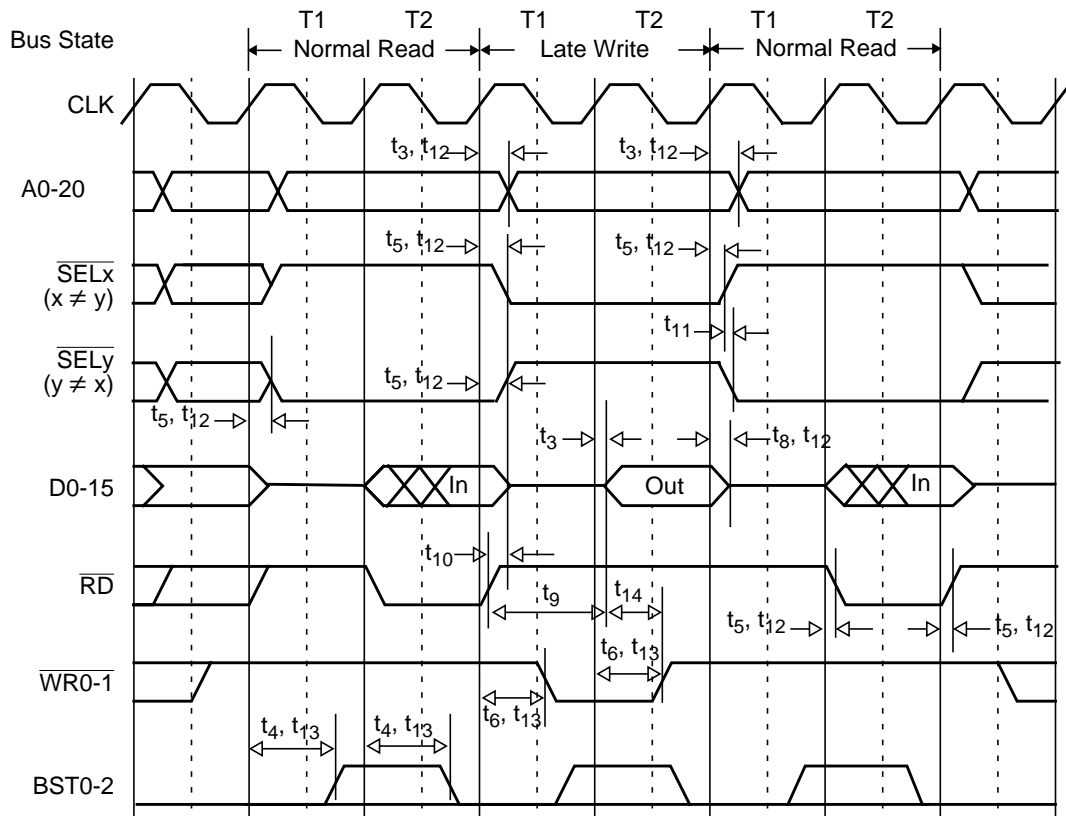 T1 T2 T1 T2 T1 T2
Bus State
Normal Read Late Write Normal Read
CLK
t3, t12 t3, t12
A0-20
t5, t12 t5, t12
SELx
(x ≠ y)
t11
SELy
(y ≠ x)
t5, t12
t5, t12
t3 t8, t12
D0-15
In Out In
t10
RD
t9 t14
t5, t12 t5, t12
t6, t13
WR0-1
t6, t13
t4, t13 t4, t13
BST0-2